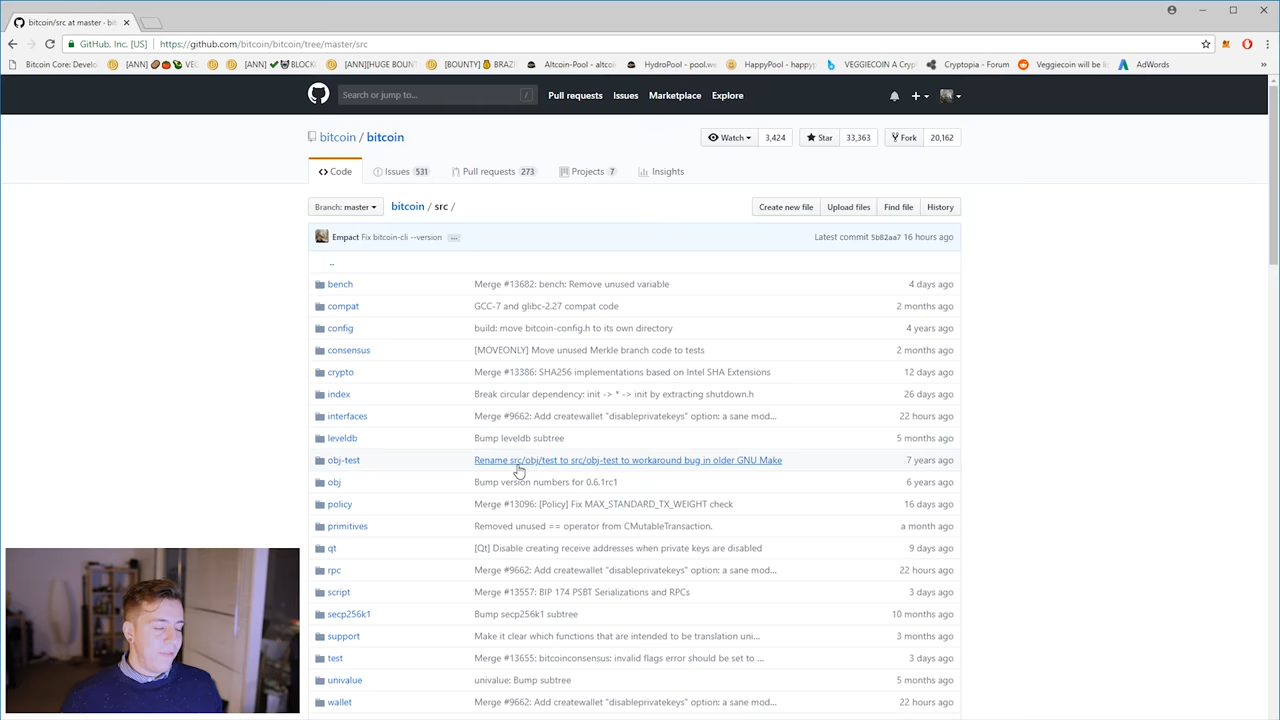 bitcoin/src at master · bit
GitHub, Inc. [US] https://github.com/bitcoin/bitcoin/tree/master/src
Bitcoin Core: Develo [ANN] VE [ANN] BLOCK [ANN][HUGE BOUN [BOUNTY] BRAZI Altcoin-Pool - altco HydroPool - pool.we HappyPool - happyp VEGGIECOIN A Cryp Cryptopia - Forum Veggiecoin will be li AdWords »
Search or jump to... / Pull requests Issues Marketplace Explore
bitcoin / bitcoin Watch 3,424 Star 33,363 Fork 20,162
Code Issues 531 Pull requests 273 Projects 7 Insights
Branch: master bitcoin / src / Create new file Upload files Find file History
Empact Fix bitcoin-cli --version ... Latest commit 5b82aa7 16 hours ago
..
bench Merge #13682: bench: Remove unused variable 4 days ago
compat GCC-7 and glibc-2.27 compat code 2 months ago
config build: move bitcoin-config.h to its own directory 4 years ago
consensus [MOVEONLY] Move unused Merkle branch code to tests 2 months ago
crypto Merge #13386: SHA256 implementations based on Intel SHA Extensions 12 days ago
index Break circular dependency: init -> * -> init by extracting shutdown.h 26 days ago
interfaces Merge #9662: Add createwallet "disableprivatekeys" option: a sane mod... 22 hours ago
leveldb Bump leveldb subtree 5 months ago
obj-test Rename src/obj/test to src/obj-test to workaround bug in older GNU Make 7 years ago
obj Bump version numbers for 0.6.1rc1 6 years ago
policy Merge #13096: [Policy] Fix MAX_STANDARD_TX_WEIGHT check 16 days ago
primitives Removed unused == operator from CMutableTransaction. a month ago
qt [Qt] Disable creating receive addresses when private keys are disabled 9 days ago
rpc Merge #9662: Add createwallet "disableprivatekeys" option: a sane mod... 22 hours ago
script Merge #13557: BIP 174 PSBT Serializations and RPCs 3 days ago
secp256k1 Bump secp256k1 subtree 10 months ago
support Make it clear which functions that are intended to be translation uni... 3 months ago
test Merge #13655: bitcoinconsensus: invalid flags error should be set to ... 3 days ago
univalue univalue: Bump subtree 5 months ago
wallet Merge #9662: Add createwallet "disableprivatekeys" option: a sane mod... 22 hours ago